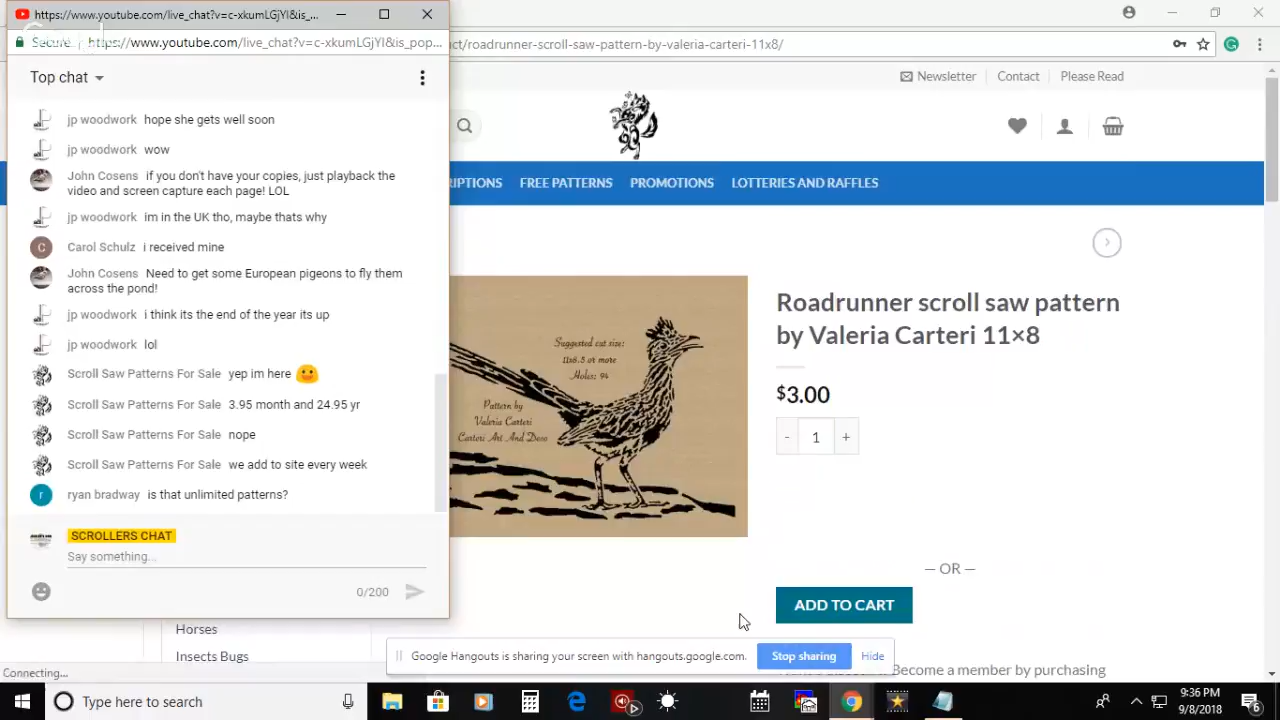 https://www.youtube.com/live_chat?v=c-xkumLGjYI&is_...
Secure
https://www.youtube.com/live_chat?v=c-xkumLGjYI&is_pop...
Top chat
jp woodwork hope she gets well soon
jp woodwork wow
John Cosens if you don't have your copies, just playback the
video and screen capture each page! LOL
jp woodwork im in the UK tho, maybe thats why
Carol Schulz i received mine
C
John Cosens Need to get some European pigeons to fly them
across the pond!
jp woodwork i think its the end of the year its up
jp woodwork lol
Scroll Saw Patterns For Sale yep im here
Scroll Saw Patterns For Sale 3.95 month and 24.95 yr
Scroll Saw Patterns For Sale nope
Scroll Saw Patterns For Sale we add to site every week
r
ryan bradway is that unlimited patterns?
SCROLLERS CHAT
Say something...
0/200
Horses
Insects Bugs
Connecting...
ct/roadrunner-scroll-saw-pattern-by-valeria-carteri-11x8/
Newsletter
Contact
Please Read
RIPTIONS
FREE PATTERNS
PROMOTIONS
LOTTERIES AND RAFFLES
Suggested cut size:
11x8.5 or more
Holis: 94
Pattern by
Valeria Carteri
Carteri Art And Deco
Roadrunner scroll saw pattern
by Valeria Carteri 11×8
$3.00
- 1 +
— OR —
ADD TO CART
Become a member by purchasing
Google Hangouts is sharing your screen with hangouts.google.com.
Stop sharing
Hide
Type here to search
9:36 PM
9/8/2018
6